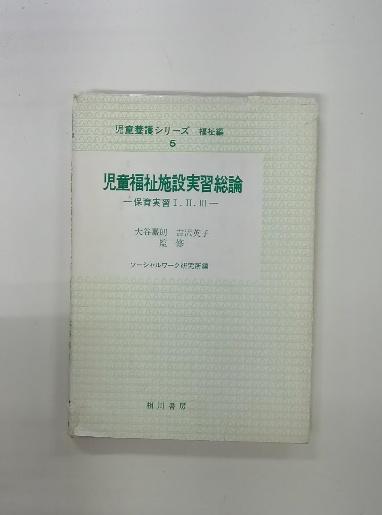 児童養護シリーズ 福祉編
5
児童福祉施設実習総論
―保育実習 I. II. III―
大谷嘉朗 吉沢英子
監修
ソーシャルワーク研究所編
相川書房